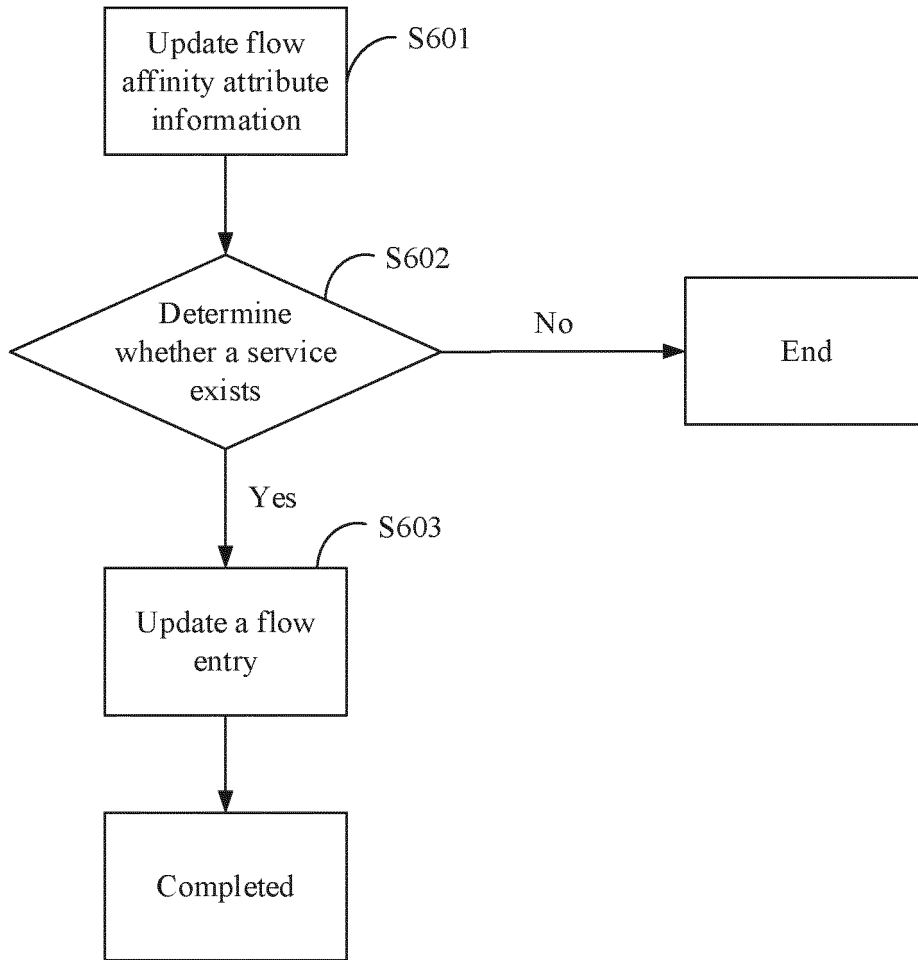 Update flow
affinity attribute
information
S601
S602
Determine
whether a service
exists
No
End
Yes
S603
Update a flow
entry
Completed